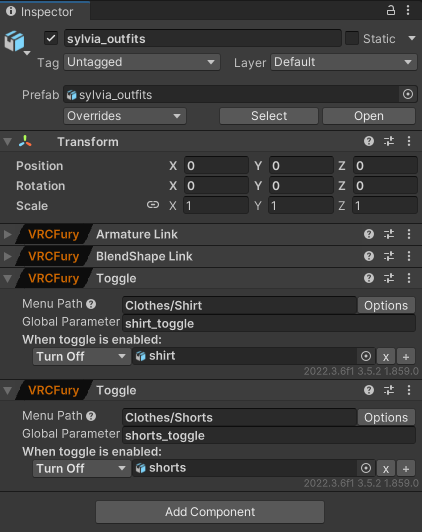 Inspector
sylvia_outfits Static
Tag Untagged Layer Default
Prefab sylvia_outfits
Overrides Select Open
Transform
Position X 0 Y 0 Z 0
Rotation X 0 Y 0 Z 0
Scale X 1 Y 1 Z 1
VRCFury Armature Link
VRCFury BlendShape Link
VRCFury Toggle
Menu Path Clothes/Shirt Options
Global Parameter shirt_toggle
When toggle is enabled:
Turn Off shirt x +
2022.3.6f1 3.5.2 1.859.0
VRCFury Toggle
Menu Path Clothes/Shorts Options
Global Parameter shorts_toggle
When toggle is enabled:
Turn Off shorts x +
2022.3.6f1 3.5.2 1.859.0
Add Component